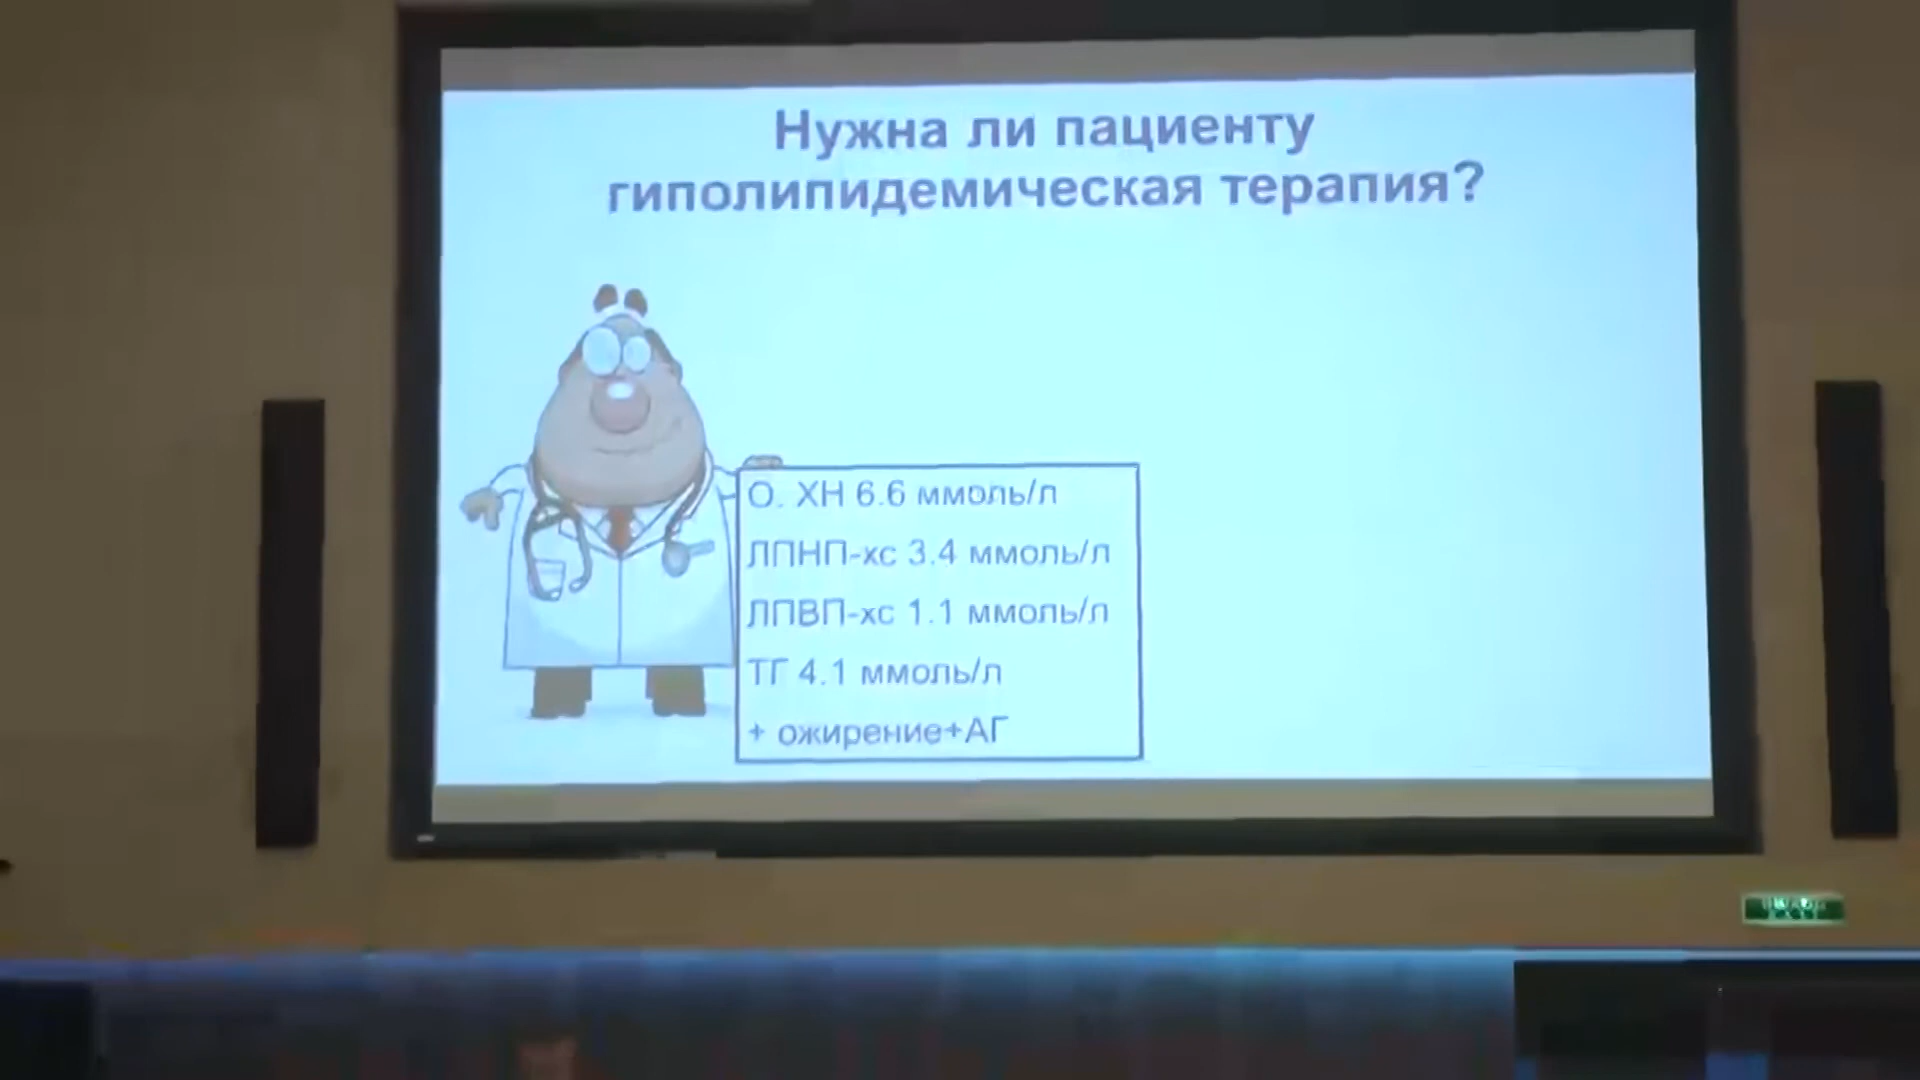 Нужна ли пациенту
гиполипидемическая терапия?
О. ХН 6.6 ммоль/л
ЛПНП-хс 3.4 ммоль/л
ЛПВП-хс 1.1 ммоль/л
ТГ 4.1 ммоль/л
+ ожирение+АГ